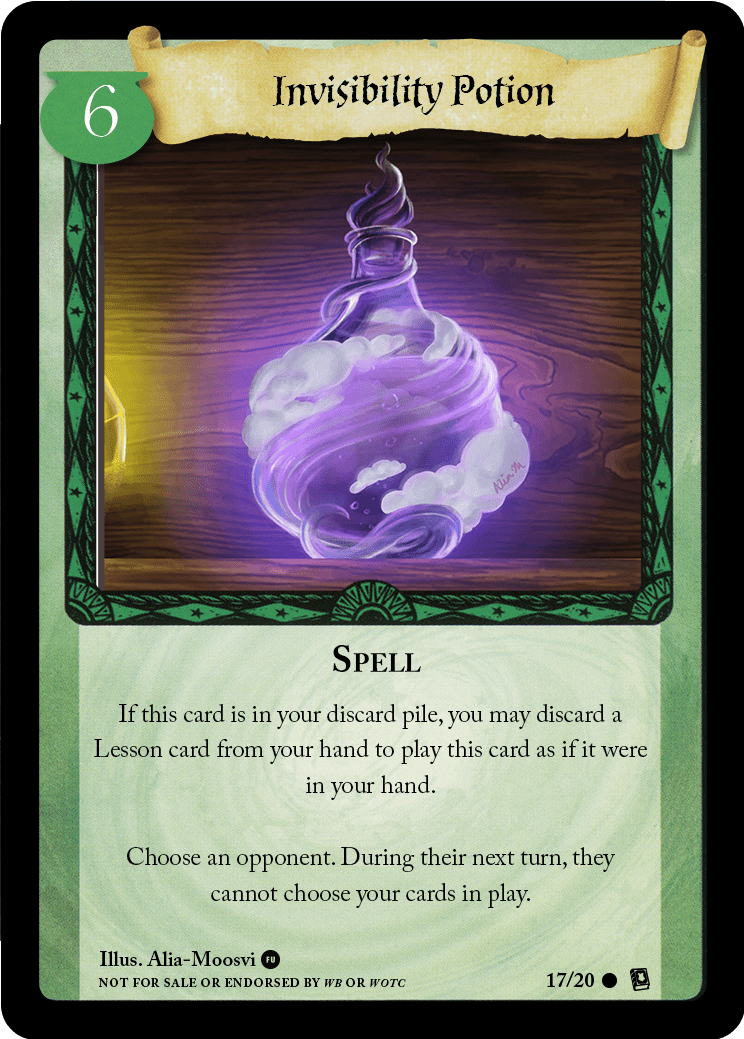 Invisibility Potion
6
Alia M
SPELL
If this card is in your discard pile, you may discard a
Lesson card from your hand to play this card as if it were
in your hand.
Choose an opponent. During their next turn, they
cannot choose your cards in play.
Illus. Alia-Moosvi FU
NOT FOR SALE OR ENDORSED BY WB OR WOTC
17/20